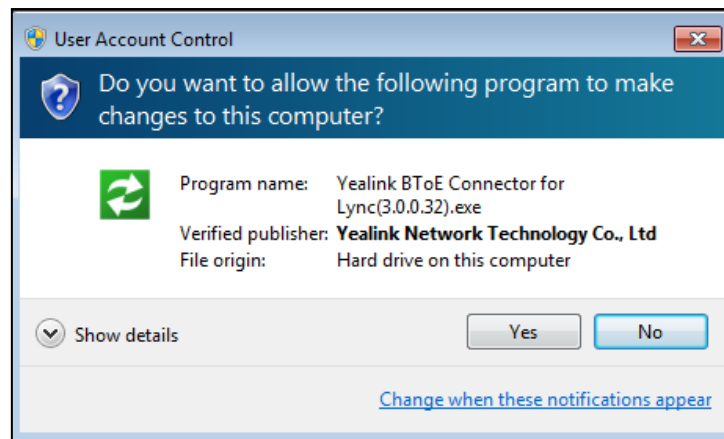 User Account Control
Do you want to allow the following program to make
changes to this computer?
Program name: Yealink BToE Connector for
Lync(3.0.0.32).exe
Verified publisher: Yealink Network Technology Co., Ltd
File origin: Hard drive on this computer
Show details
Yes
No
Change when these notifications appear